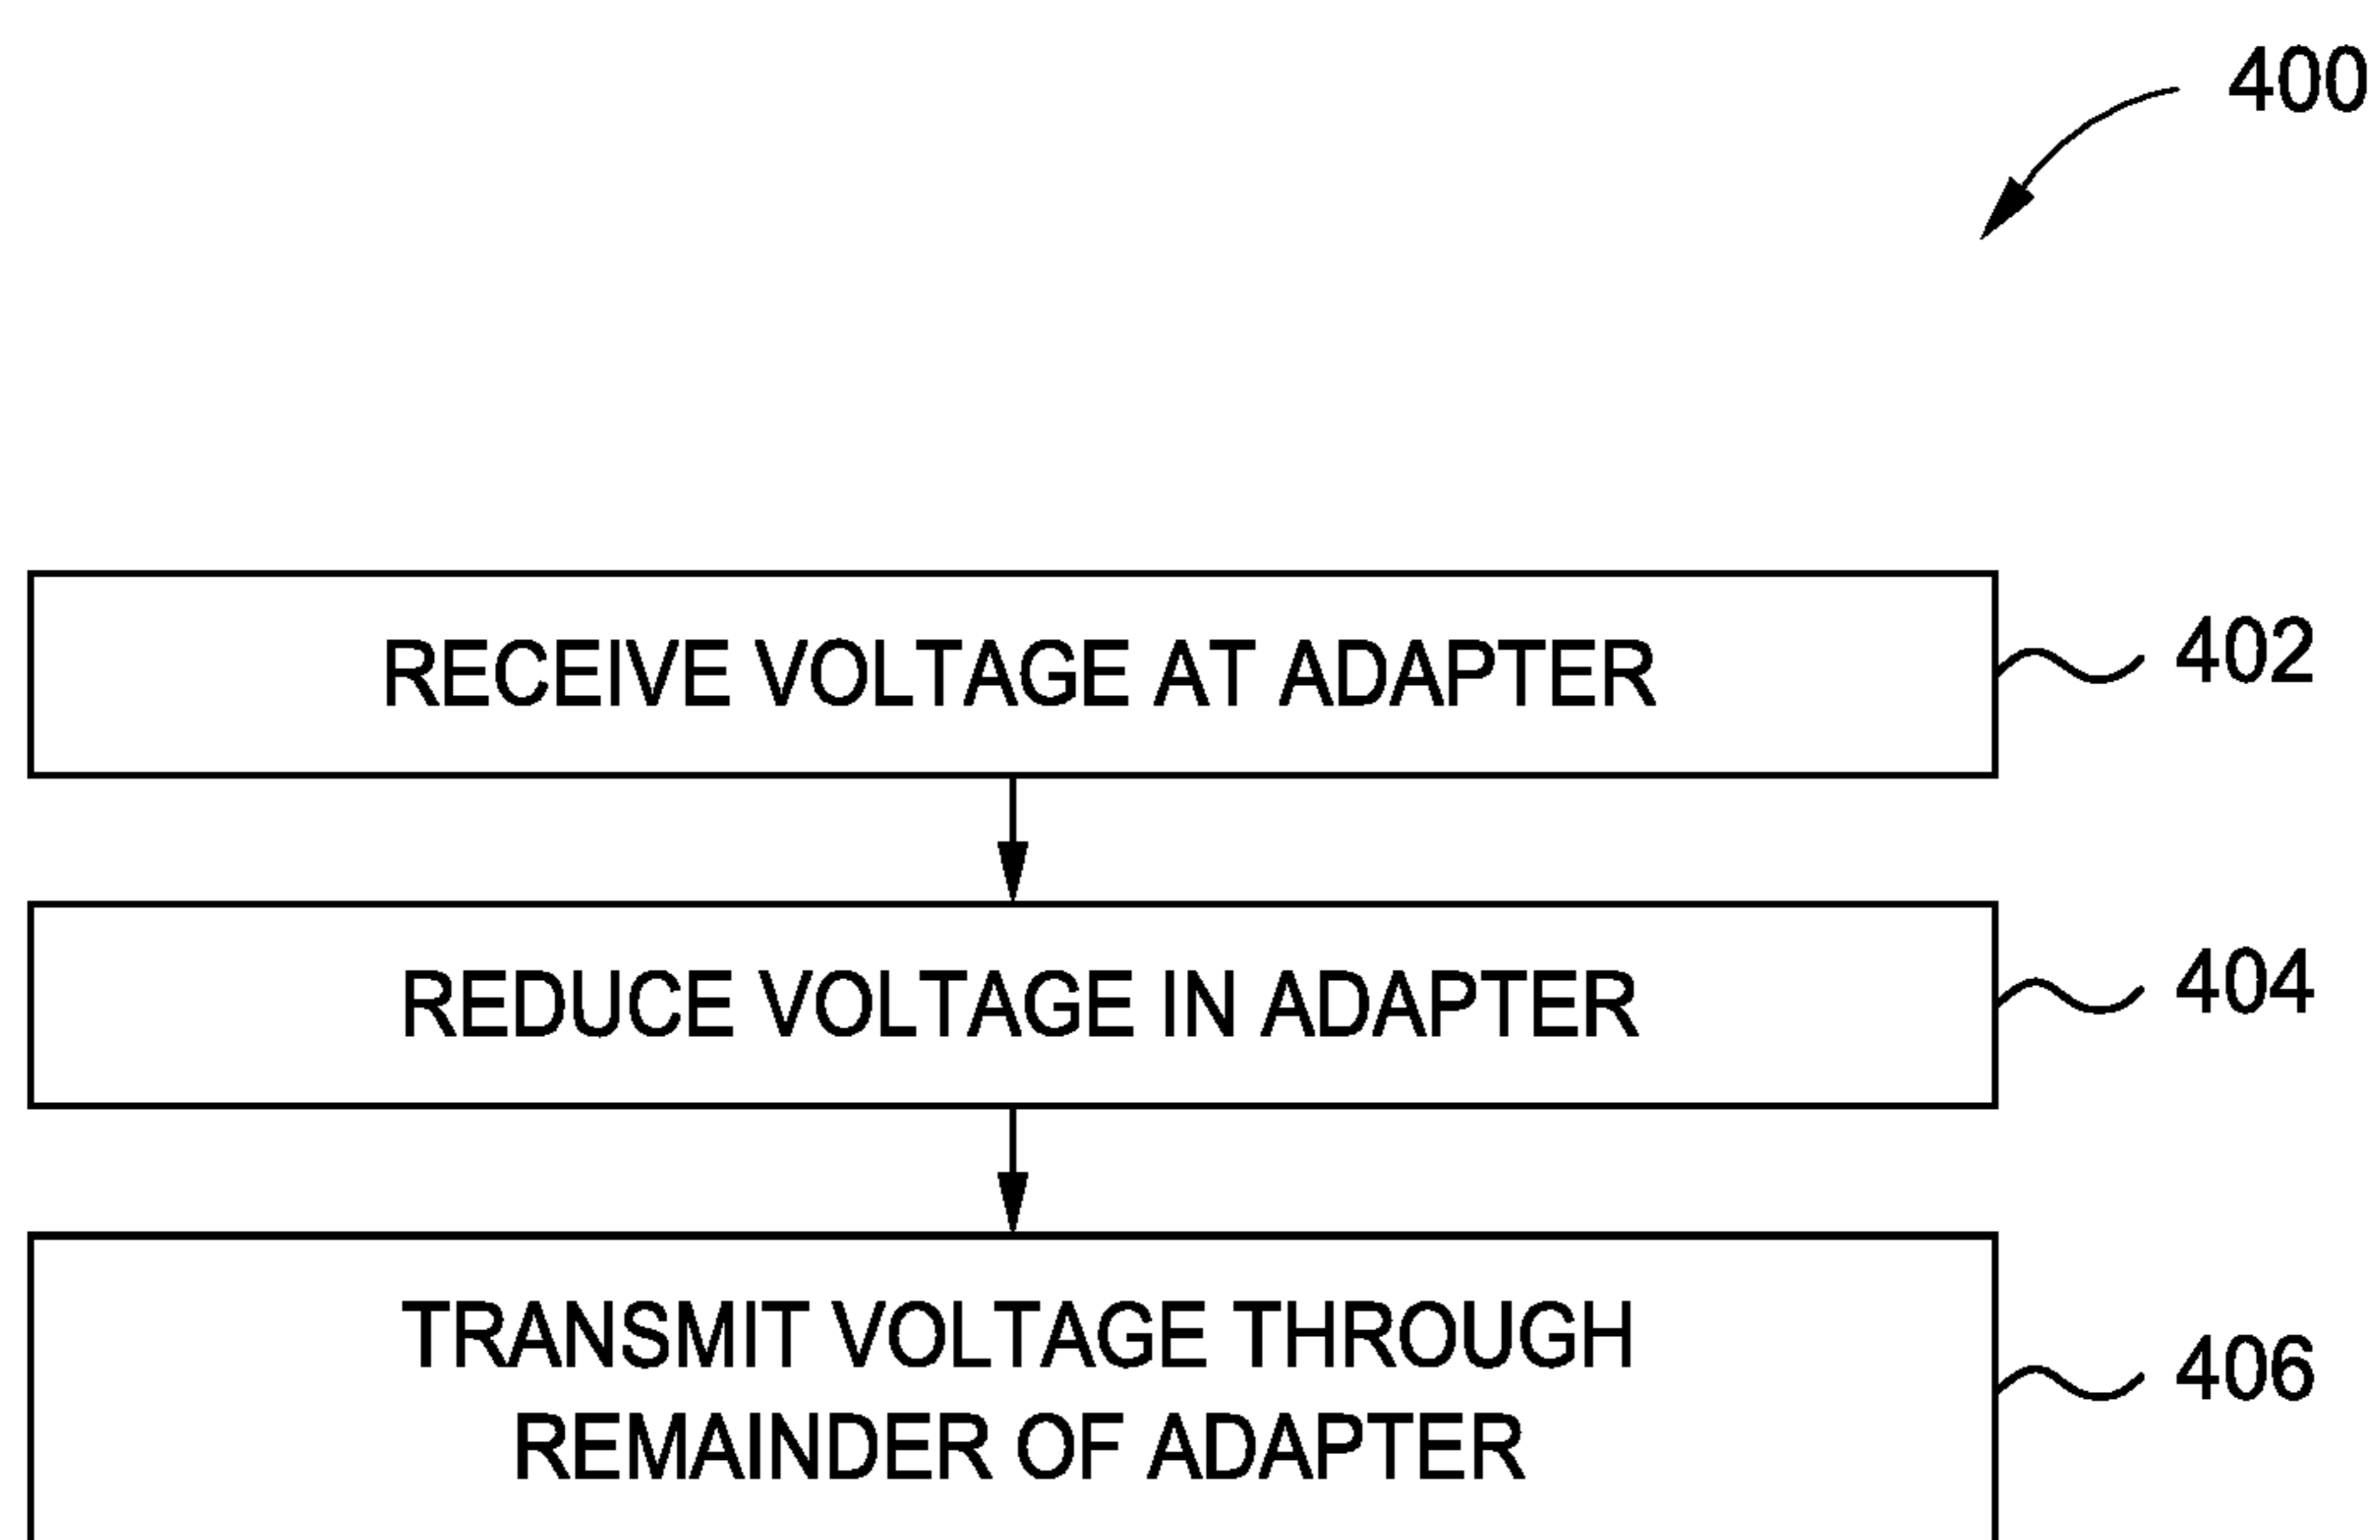 400
RECEIVE VOLTAGE AT ADAPTER
402
REDUCE VOLTAGE IN ADAPTER
404
TRANSMIT VOLTAGE THROUGH
REMAINDER OF ADAPTER
406